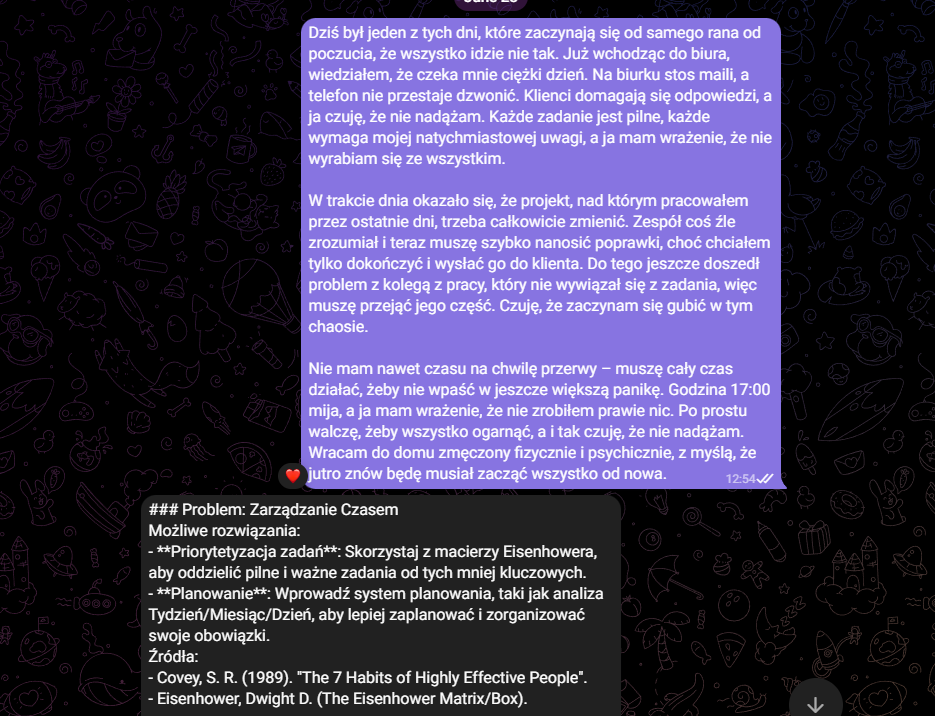 Dziś był jeden z tych dni, które zaczynają się od samego rana od
poczucia, że wszystko idzie nie tak. Już wchodząc do biura,
wiedziałem, że czeka mnie ciężki dzień. Na biurku stos maili, a
telefon nie przestaje dzwonić. Klienci domagają się odpowiedzi, a
ja czuję, że nie nadążam. Każde zadanie jest pilne, każde
wymaga mojej natychmiastowej uwagi, a ja mam wrażenie, że nie
wyrabiam się ze wszystkim.
W trakcie dnia okazało się, że projekt, nad którym pracowałem
przez ostatnie dni, trzeba całkowicie zmienić. Zespół coś źle
zrozumiał i teraz muszę szybko nanosić poprawki, choć chciałem
tylko dokończyć i wysłać go do klienta. Do tego jeszcze doszedł
problem z kolegą z pracy, który nie wywiązał się z zadania, więc
muszę przejąć jego część. Czuję, że zaczynam się gubić w tym
chaosie.
Nie mam nawet czasu na chwilę przerwy – muszę cały czas
działać, żeby nie wpaść w jeszcze większą panikę. Godzina 17:00
mija, a ja mam wrażenie, że nie zrobiłem prawie nic. Po prostu
walczę, żeby wszystko ogarnąć, a i tak czuję, że nie nadążam.
Wracam do domu zmęczony fizycznie i psychicznie, z myślą, że
jutro znów będę musiał zacząć wszystko od nowa.
12:54
### Problem: Zarządzanie Czasem
Możliwe rozwiązania:
- **Priorytetyzacja zadań**: Skorzystaj z macierzy Eisenhowera,
aby oddzielić pilne i ważne zadania od tych mniej kluczowych.
- **Planowanie**: Wprowadź system planowania, taki jak analiza
Tydzień/Miesiąc/Dzień, aby lepiej zaplanować i zorganizować
swoje obowiązki.
Źródła:
- Covey, S. R. (1989). "The 7 Habits of Highly Effective People".
- Eisenhower, Dwight D. (The Eisenhower Matrix/Box).